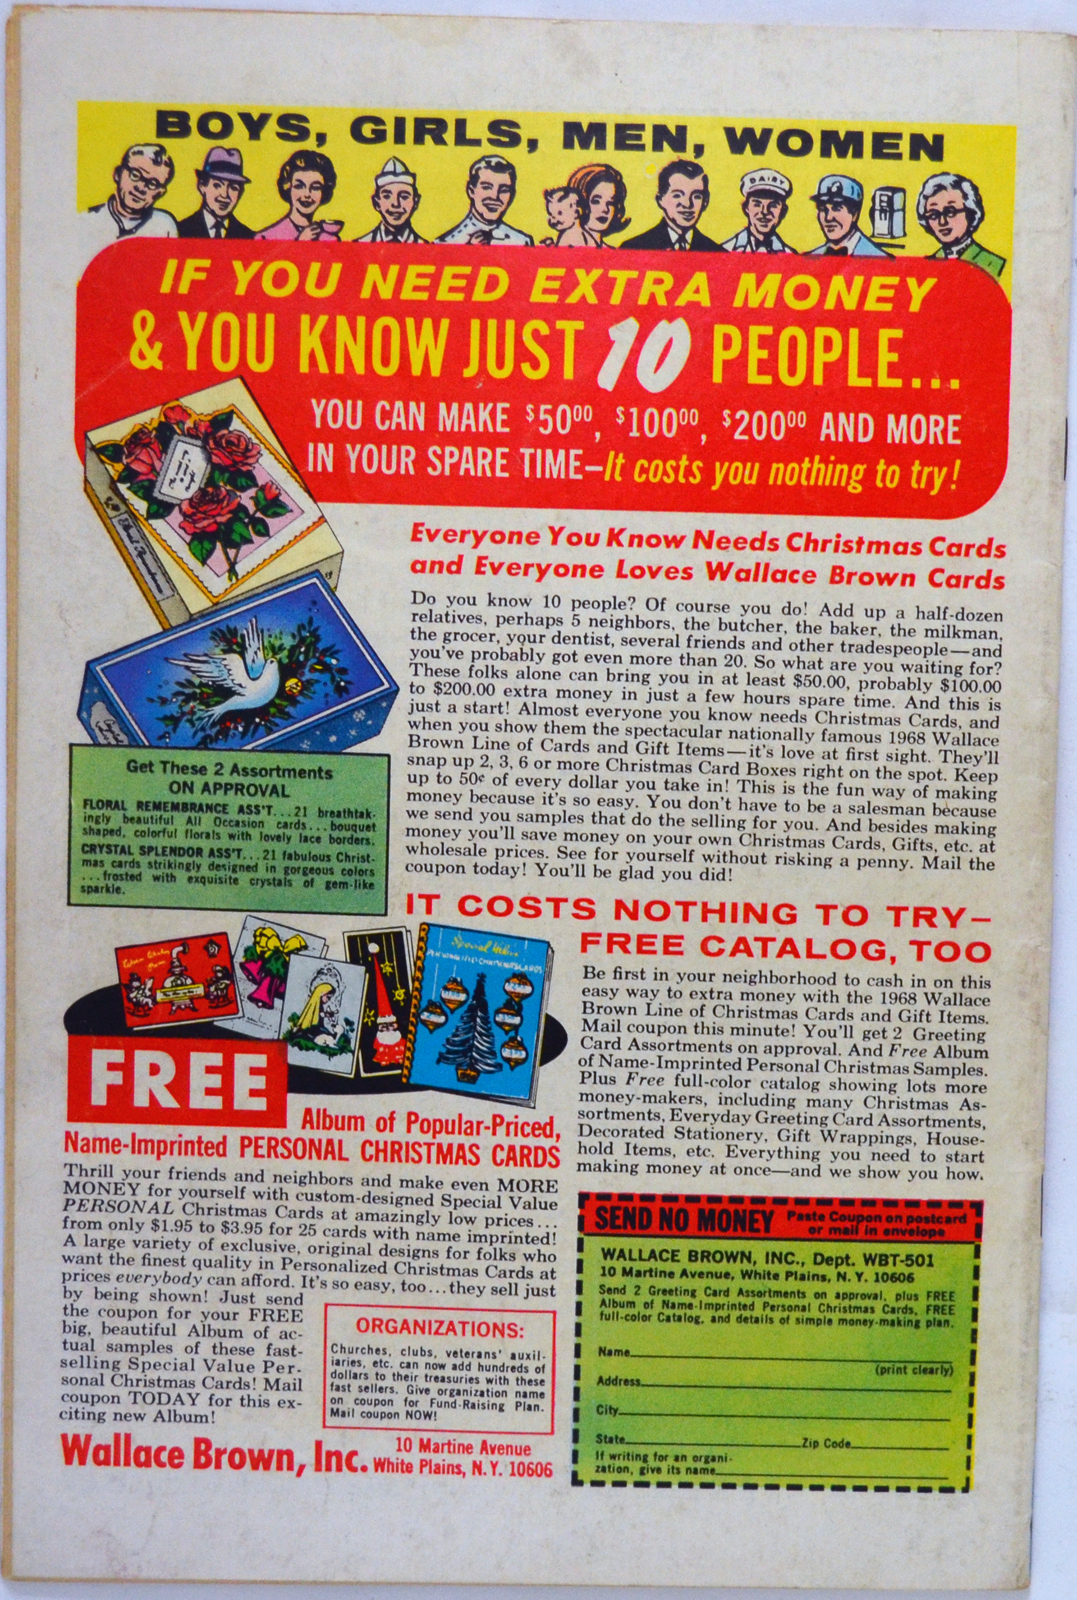 BOYS, GIRLS, MEN, WOMEN
DAIRY
IF YOU NEED EXTRA MONEY
& YOU KNOW JUST 10 PEOPLE...
YOU CAN MAKE $50⁰⁰, $100⁰⁰, $200⁰⁰ AND MORE
IN YOUR SPARE TIME–It costs you nothing to try!
Floral Remembrance
Everyone You Know Needs Christmas Cards
and Everyone Loves Wallace Brown Cards
Do you know 10 people? Of course you do! Add up a half-dozen
relatives, perhaps 5 neighbors, the butcher, the baker, the milkman,
the grocer, your dentist, several friends and other tradespeople—and
you've probably got even more than 20. So what are you waiting for?
These folks alone can bring you in at least $50.00, probably $100.00
to $200.00 extra money in just a few hours spare time. And this is
just a start! Almost everyone you know needs Christmas Cards, and
when you show them the spectacular nationally famous 1968 Wallace
Brown Line of Cards and Gift Items—it's love at first sight. They'll
snap up 2, 3, 6 or more Christmas Card Boxes right on the spot. Keep
up to 50¢ of every dollar you take in! This is the fun way of making
money because it's so easy. You don't have to be a salesman because
we send you samples that do the selling for you. And besides making
money you'll save money on your own Christmas Cards, Gifts, etc. at
wholesale prices. See for yourself without risking a penny. Mail the
coupon today! You'll be glad you did!
Get These 2 Assortments
ON APPROVAL
FLORAL REMEMBRANCE ASS'T...21 breathtak-
ingly beautiful All Occasion cards...bouquet
shaped, colorful florals with lovely lace borders.
CRYSTAL SPLENDOR ASS'T...21 fabulous Christ-
mas cards strikingly designed in gorgeous colors
...frosted with exquisite crystals of gem-like
sparkle.
IT COSTS NOTHING TO TRY–
FREE CATALOG, TOO
Be first in your neighborhood to cash in on this
easy way to extra money with the 1968 Wallace
Brown Line of Christmas Cards and Gift Items.
Mail coupon this minute! You'll get 2 Greeting
Card Assortments on approval. And Free Album
of Name-Imprinted Personal Christmas Samples.
Plus Free full-color catalog showing lots more
money-makers, including many Christmas As-
sortments, Everyday Greeting Card Assortments,
Decorated Stationery, Gift Wrappings, House-
hold Items, etc. Everything you need to start
making money at once—and we show you how.
FREE
Album of Popular-Priced,
Name-Imprinted PERSONAL CHRISTMAS CARDS
Thrill your friends and neighbors and make even MORE
MONEY for yourself with custom-designed Special Value
PERSONAL Christmas Cards at amazingly low prices...
from only $1.95 to $3.95 for 25 cards with name imprinted!
A large variety of exclusive, original designs for folks who
want the finest quality in Personalized Christmas Cards at
prices everybody can afford. It's so easy, too...they sell just
by being shown! Just send
the coupon for your FREE
big, beautiful Album of ac-
tual samples of these fast-
selling Special Value Per-
sonal Christmas Cards! Mail
coupon TODAY for this ex-
citing new Album!
ORGANIZATIONS:
Churches, clubs, veterans' auxil-
iaries, etc. can now add hundreds of
dollars to their treasuries with these
fast sellers. Give organization name
on coupon for Fund-Raising Plan.
Mail coupon NOW!
Wallace Brown, Inc. 10 Martine Avenue
White Plains, N.Y. 10606
SEND NO MONEY Paste Coupon on postcard
or mail in envelope
WALLACE BROWN, INC., Dept. WBT-501
10 Martine Avenue, White Plains, N. Y. 10606
Send 2 Greeting Card Assortments on approval, plus FREE
Album of Name-Imprinted Personal Christmas Cards, FREE
full-color Catalog, and details of simple money-making plan.
Name
(print clearly)
Address
City
State Zip Code
If writing for an organi-
zation, give its name